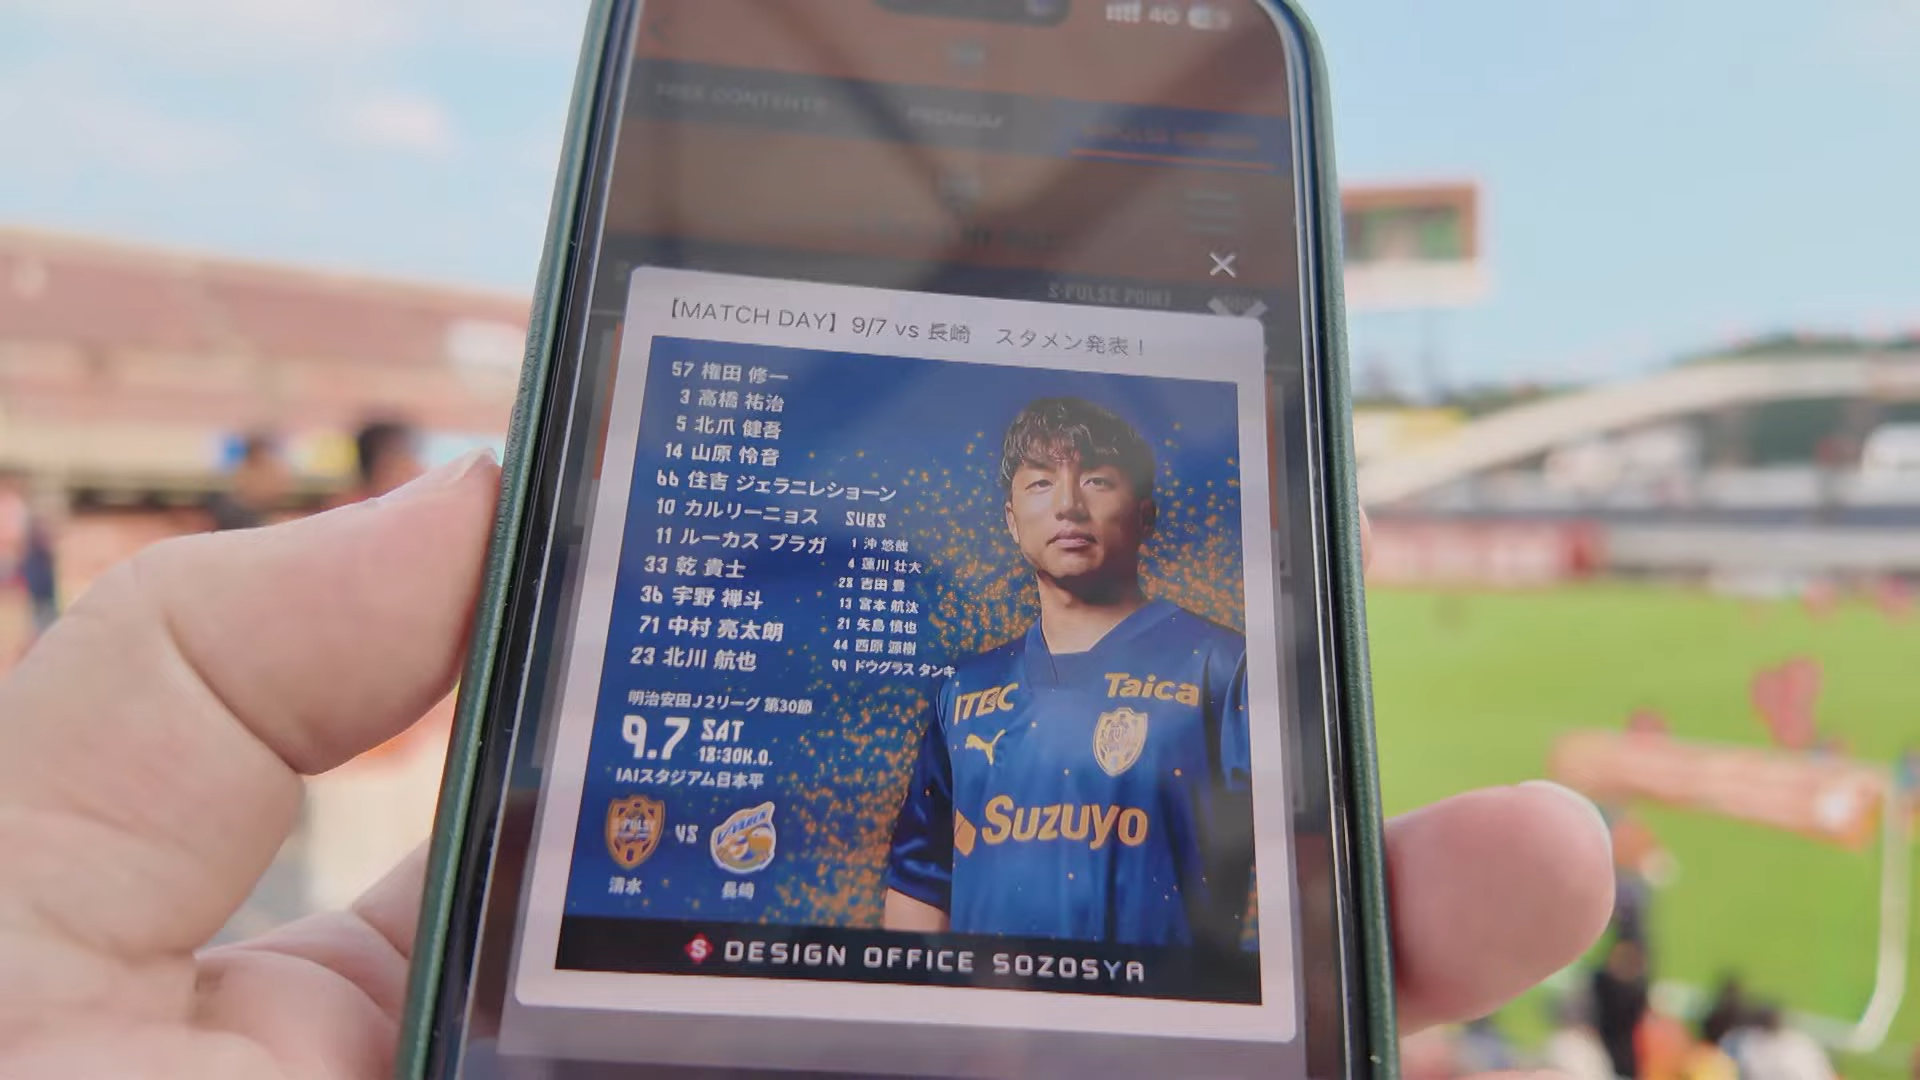 4G
FREE CONTENTS
PREMIUM
S-PULSE POINT
【MATCH DAY】9/7 vs 長崎　スタメン発表！
57 権田 修一
3 高橋 祐治
5 北爪 健吾
14 山原 怜音
66 住吉 ジェラニレショーン
10 カルリーニョス
11 ルーカス ブラガ
33 乾 貴士
36 宇野 禅斗
71 中村 亮太朗
23 北川 航也
SUBS
1 沖 悠哉
4 蓮川 壮大
28 吉田 豊
13 宮本 航汰
21 矢島 慎也
44 西原 源樹
99 ドウグラス タンキ
明治安田J2リーグ 第30節
9.7 SAT
18:30K.O.
IAIスタジアム日本平
S-PULSE
VS
清水
長崎
ITEC
Taica
Suzuyo
S DESIGN OFFICE SOZOSYA